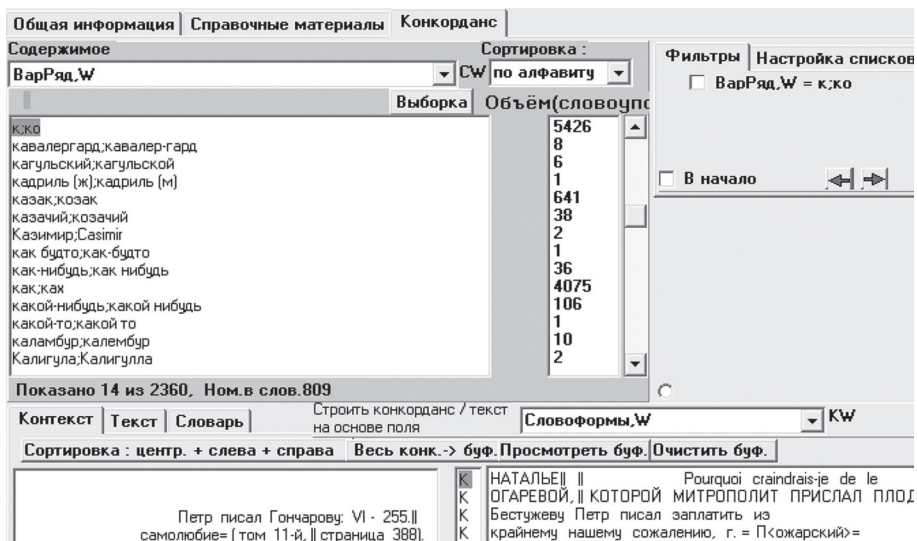 Общая информация Справочные материалы Конкорданс
Содержимое Сортировка :
ВарРяд,W CW по алфавиту
Фильтры Настройка списков
ВарРяд,W = к;ко
Выборка Объём(словоупо
к;ко 5426
кавалергард;кавалер-гард 8
кагульский;кагульской 6
кадриль (ж);кадриль (м) 1
казак;козак 641
казачий;козачий 38
Казимир;Casimir 2
как будто;как-будто 1
как-нибудь;как нибудь 36
как;ках 4075
какой-нибудь;какой нибудь 106
какой-то;какой то 1
каламбур;калембур 10
Калигула;Калигулла 2
В начало
Показано 14 из 2360, Ном.в слов.809
Контекст Текст Словарь Строить конкорданс / текст на основе поля Словоформы,W KW
Сортировка : центр. + слева + справа Весь конк.-> буф. Просмотреть буф. Очистить буф.
К НАТАЛЬЕ|| || Pourquoi craindrais-je de le
К ОГАРЕВОЙ, || КОТОРОЙ МИТРОПОЛИТ ПРИСЛАЛ ПЛОД
Петр писал Гончарову: VI - 255.|| К Бестужеву Петр писал заплатить из
самолюбие= (том 11-й, || страница 388). К крайнему нашему сожалению, г. = П<ожарский>=